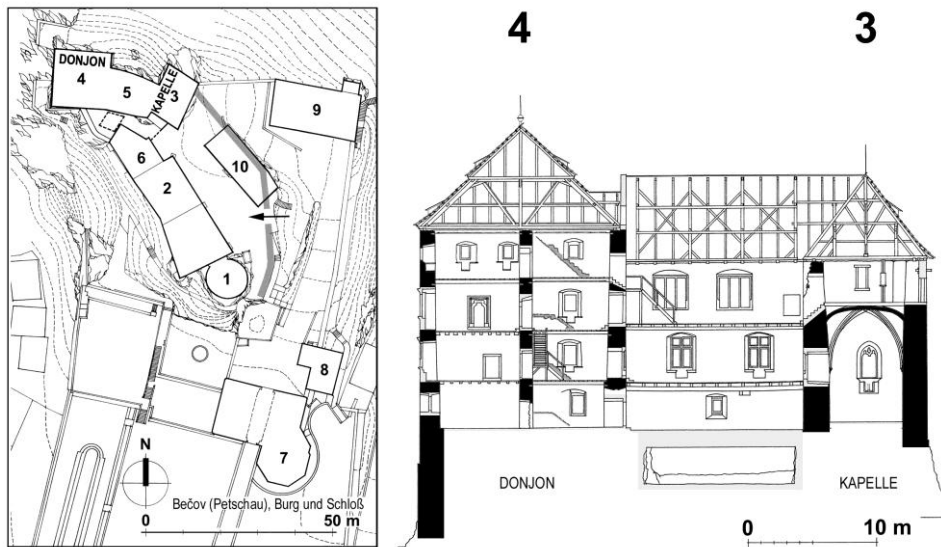 DONJON
4
5
KAPELLE
3
9
6
10
2
1
8
7
N
Bečov (Petschau), Burg und Schloß
0 50 m
4 3
DONJON KAPELLE
0 10 m